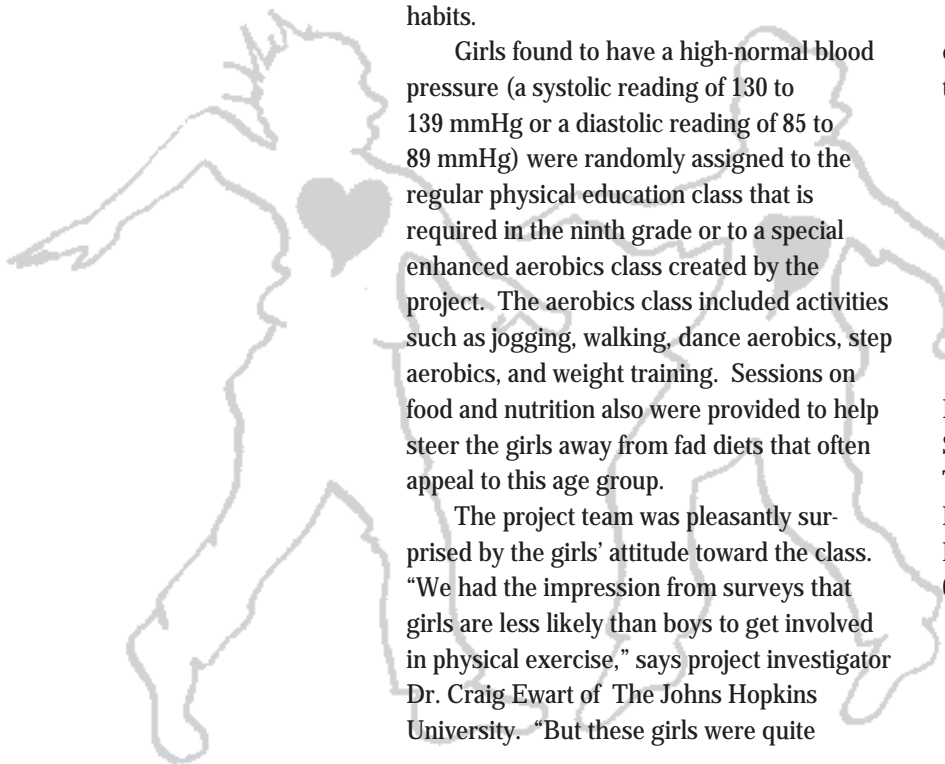 habits.
Girls found to have a high-normal blood
pressure (a systolic reading of 130 to
139 mmHg or a diastolic reading of 85 to
89 mmHg) were randomly assigned to the
regular physical education class that is
required in the ninth grade or to a special
enhanced aerobics class created by the
project. The aerobics class included activities
such as jogging, walking, dance aerobics, step
aerobics, and weight training. Sessions on
food and nutrition also were provided to help
steer the girls away from fad diets that often
appeal to this age group.
The project team was pleasantly sur-
prised by the girls’ attitude toward the class.
“We had the impression from surveys that
girls are less likely than boys to get involved
in physical exercise,” says project investigator
Dr. Craig Ewart of The Johns Hopkins
University. “But these girls were quite